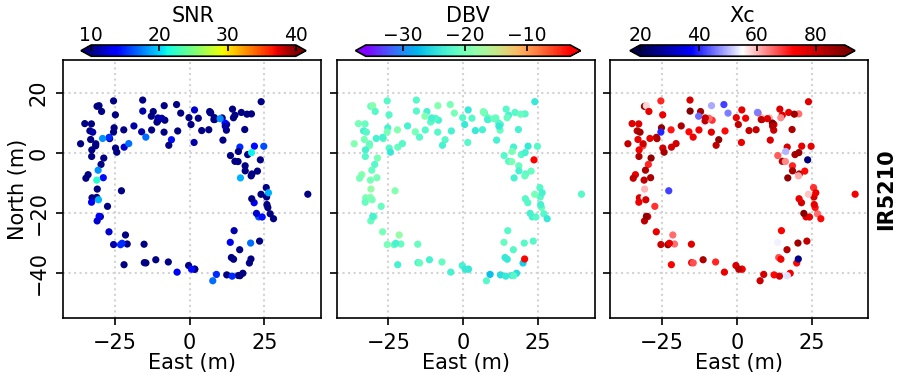 SNR DBV Xc
10 20 30 40 −30 −20 −10 20 40 60 80
20
0
−20
−40
North (m)
−25 0 25 −25 0 25 −25 0 25
East (m) East (m) East (m)
IR5210